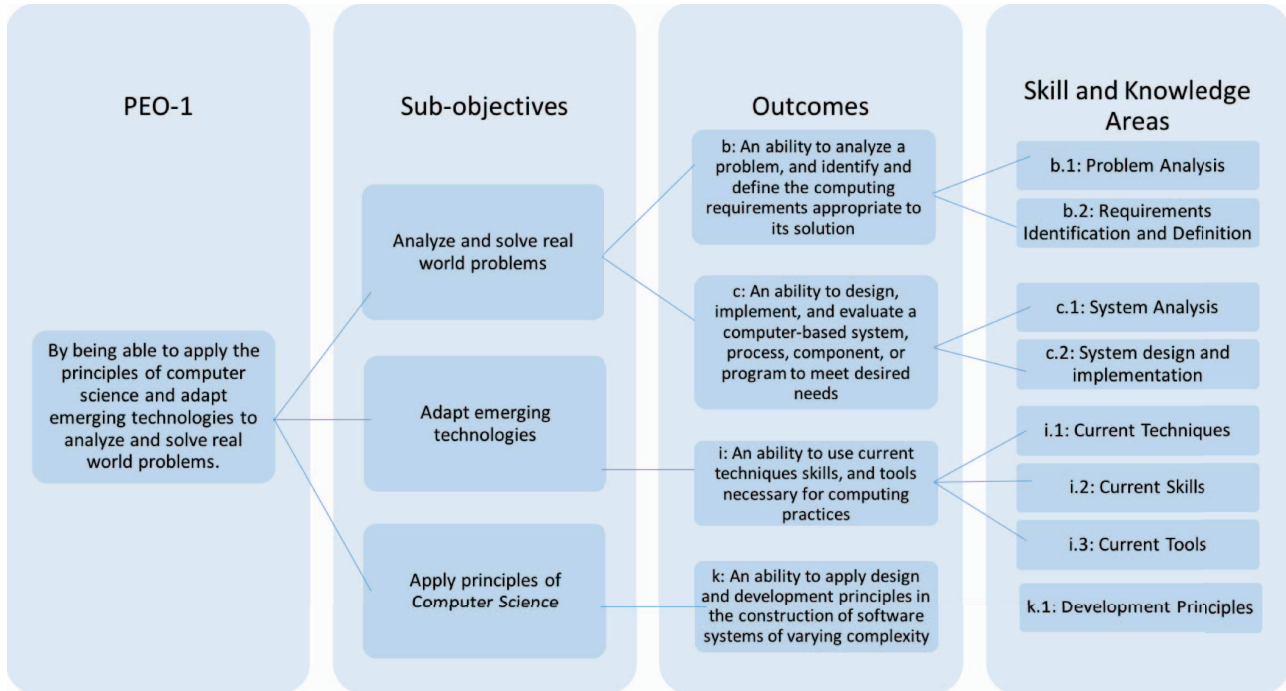 PEO-1
By being able to apply the
principles of computer
science and adapt
emerging technologies to
analyze and solve real
world problems.
Sub-objectives
Analyze and solve real
world problems
Adapt emerging
technologies
Apply principles of
Computer Science
Outcomes
b: An ability to analyze a
problem, and identify and
define the computing
requirements appropriate to
its solution
c: An ability to design,
implement, and evaluate a
computer-based system,
process, component, or
program to meet desired
needs
i: An ability to use current
techniques skills, and tools
necessary for computing
practices
k: An ability to apply design
and development principles in
the construction of software
systems of varying complexity
Skill and Knowledge
Areas
b.1: Problem Analysis
b.2: Requirements
Identification and Definition
c.1: System Analysis
c.2: System design and
implementation
i.1: Current Techniques
i.2: Current Skills
i.3: Current Tools
k.1: Development Principles